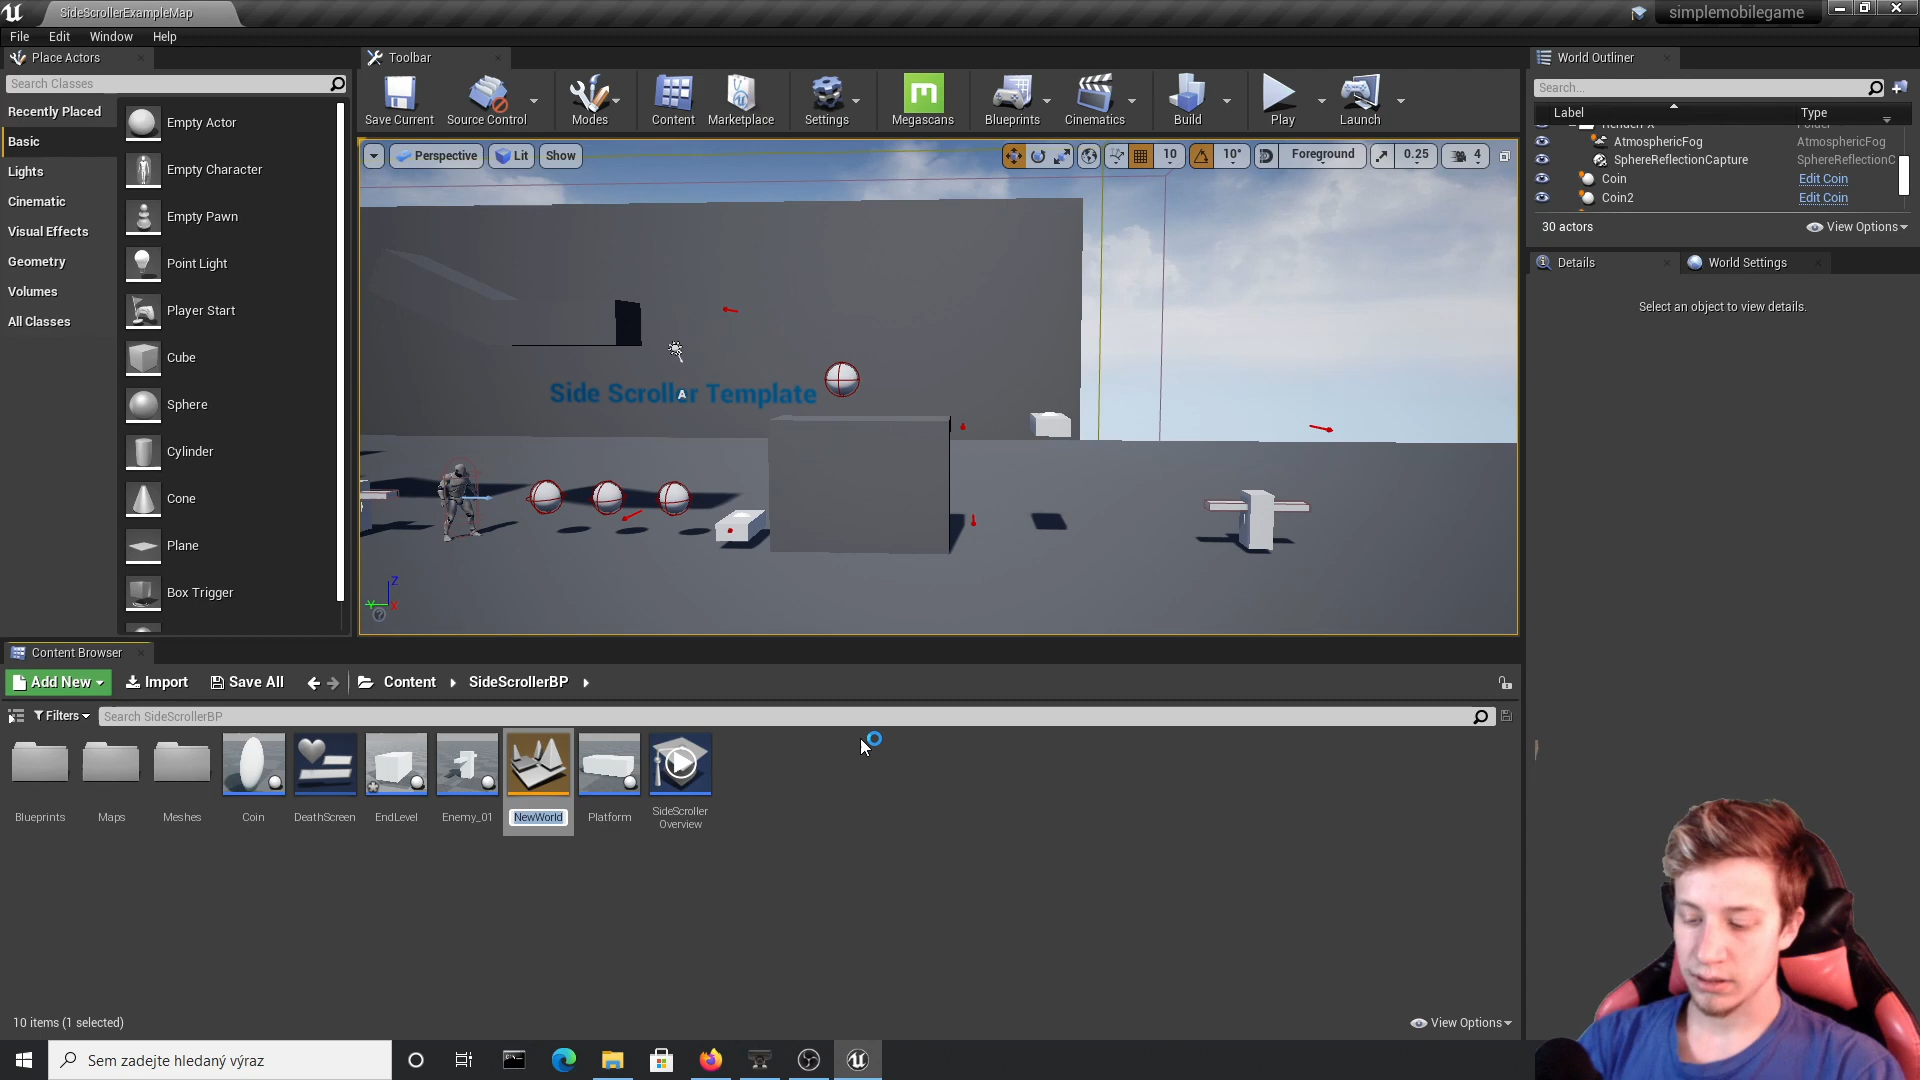 SideScrollerExampleMap
simplemobilegame
File Edit Window Help
Place Actors
Toolbar
World Outliner
Search Classes
Search...
Recently Placed
Basic
Lights
Cinematic
Visual Effects
Geometry
Volumes
All Classes
Empty Actor
Empty Character
Empty Pawn
Point Light
Player Start
Cube
Sphere
Cylinder
Cone
Plane
Box Trigger
Save Current
Source Control
Modes
Content
Marketplace
Settings
Megascans
Blueprints
Cinematics
Build
Play
Launch
Perspective
Lit
Show
10
10°
Foreground
0.25
4
Side Scroller Template
A
Z
Y
X
Label Type
AtmosphericFog AtmosphericFog
SphereReflectionCapture SphereReflectionC
Coin Edit Coin
Coin2 Edit Coin
30 actors
View Options
Details
World Settings
Select an object to view details.
Content Browser
Add New
Import
Save All
Content
SideScrollerBP
Filters
Search SideScrollerBP
Blueprints
Maps
Meshes
Coin
DeathScreen
EndLevel
Enemy_01
NewWorld
Platform
SideScroller
Overview
10 items (1 selected)
View Options
Sem zadejte hledaný výraz